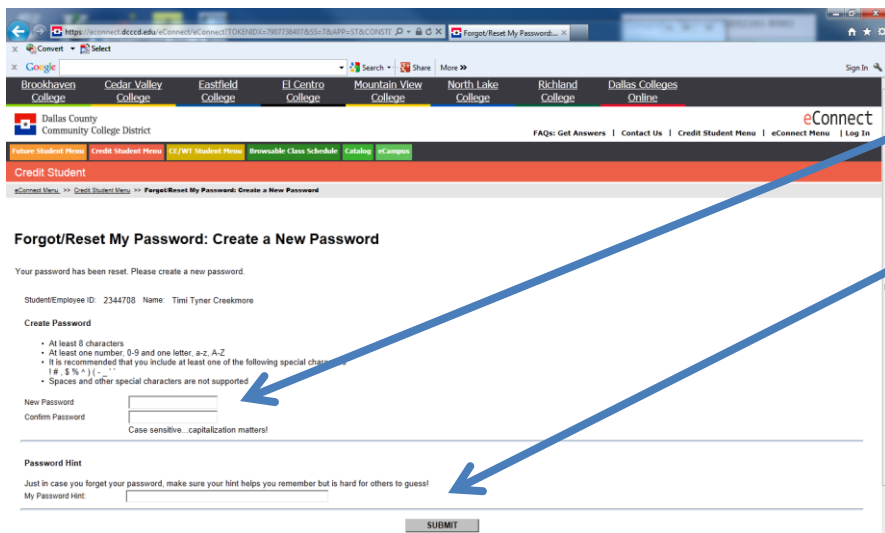 https://econnect.dcccd.edu/eConnect/eConnect?TOKENIDX=7907738407&SS=7&APP=ST&CONSTI
Forgot/Reset My Password:...
Convert
Select
Google
Search
Share
More »
Sign In
Brookhaven College
Cedar Valley College
Eastfield College
El Centro College
Mountain View College
North Lake College
Richland College
Dallas Colleges Online
Dallas County
Community College District
eConnect
FAQs: Get Answers | Contact Us | Credit Student Menu | eConnect Menu | Log In
Future Student Menu
Credit Student Menu
CE/WT Student Menu
Browsable Class Schedule
Catalog
eCampus
Credit Student
eConnect Menu >> Credit Student Menu >> Forgot/Reset My Password: Create a New Password
Forgot/Reset My Password: Create a New Password
Your password has been reset. Please create a new password.
Student/Employee ID: 2344708 Name: Timi Tyner Creekmore
Create Password
• At least 8 characters
• At least one number, 0-9 and one letter, a-z, A-Z
• It is recommended that you include at least one of the following special
! # , $ % ^ ) ( - _ ` '
• Spaces and other special characters are not supported
New Password
Confirm Password
Case sensitive...capitalization matters!
Password Hint
Just in case you forget your password, make sure your hint helps you remember but is hard for others to guess!
My Password Hint:
SUBMIT